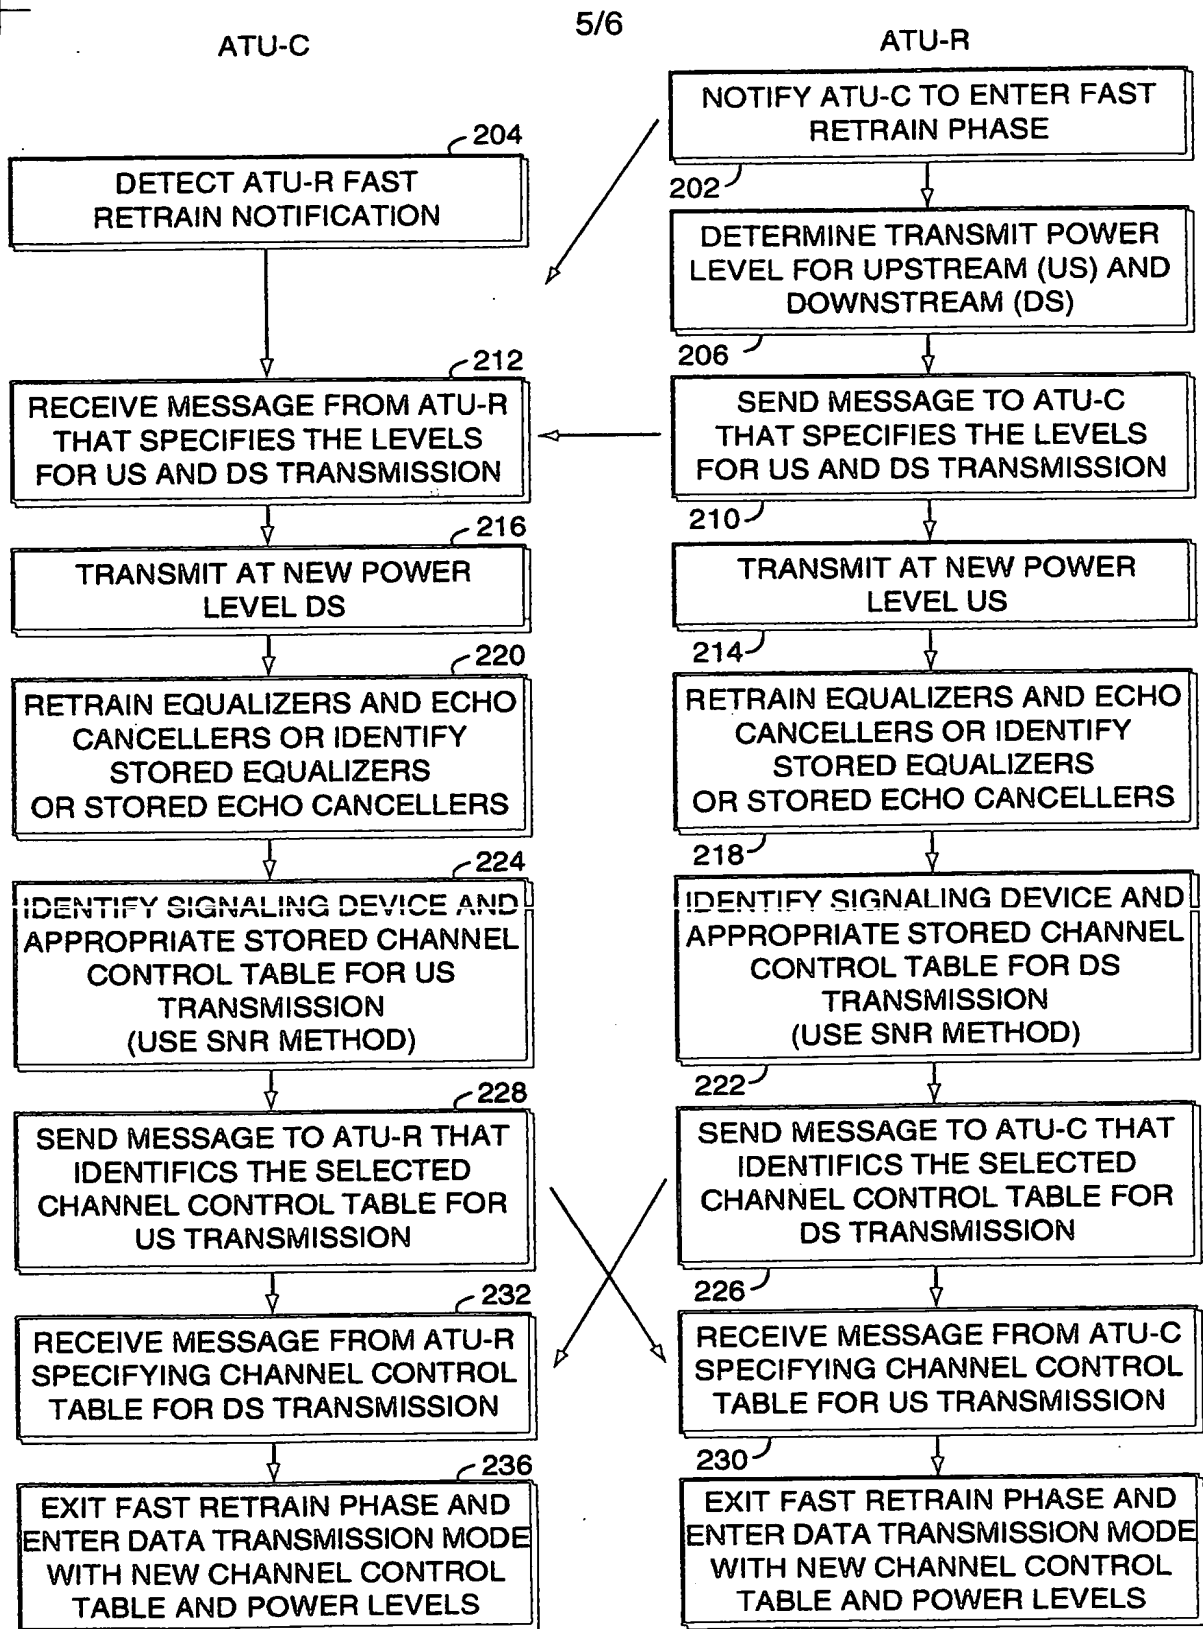 5/6
ATU-C
ATU-R
NOTIFY ATU-C TO ENTER FAST
RETRAIN PHASE
202
204
DETECT ATU-R FAST
RETRAIN NOTIFICATION
DETERMINE TRANSMIT POWER
LEVEL FOR UPSTREAM (US) AND
DOWNSTREAM (DS)
206
212
RECEIVE MESSAGE FROM ATU-R
THAT SPECIFIES THE LEVELS
FOR US AND DS TRANSMISSION
SEND MESSAGE TO ATU-C
THAT SPECIFIES THE LEVELS
FOR US AND DS TRANSMISSION
210
216
TRANSMIT AT NEW POWER
LEVEL DS
TRANSMIT AT NEW POWER
LEVEL US
214
220
RETRAIN EQUALIZERS AND ECHO
CANCELLERS OR IDENTIFY
STORED EQUALIZERS
OR STORED ECHO CANCELLERS
RETRAIN EQUALIZERS AND ECHO
CANCELLERS OR IDENTIFY
STORED EQUALIZERS
OR STORED ECHO CANCELLERS
218
224
IDENTIFY SIGNALING DEVICE AND
APPROPRIATE STORED CHANNEL
CONTROL TABLE FOR US
TRANSMISSION
(USE SNR METHOD)
IDENTIFY SIGNALING DEVICE AND
APPROPRIATE STORED CHANNEL
CONTROL TABLE FOR DS
TRANSMISSION
(USE SNR METHOD)
222
228
SEND MESSAGE TO ATU-R THAT
IDENTIFICS THE SELECTED
CHANNEL CONTROL TABLE FOR
US TRANSMISSION
SEND MESSAGE TO ATU-C THAT
IDENTIFICS THE SELECTED
CHANNEL CONTROL TABLE FOR
DS TRANSMISSION
226
232
RECEIVE MESSAGE FROM ATU-R
SPECIFYING CHANNEL CONTROL
TABLE FOR DS TRANSMISSION
RECEIVE MESSAGE FROM ATU-C
SPECIFYING CHANNEL CONTROL
TABLE FOR US TRANSMISSION
230
236
EXIT FAST RETRAIN PHASE AND
ENTER DATA TRANSMISSION MODE
WITH NEW CHANNEL CONTROL
TABLE AND POWER LEVELS
EXIT FAST RETRAIN PHASE AND
ENTER DATA TRANSMISSION MODE
WITH NEW CHANNEL CONTROL
TABLE AND POWER LEVELS